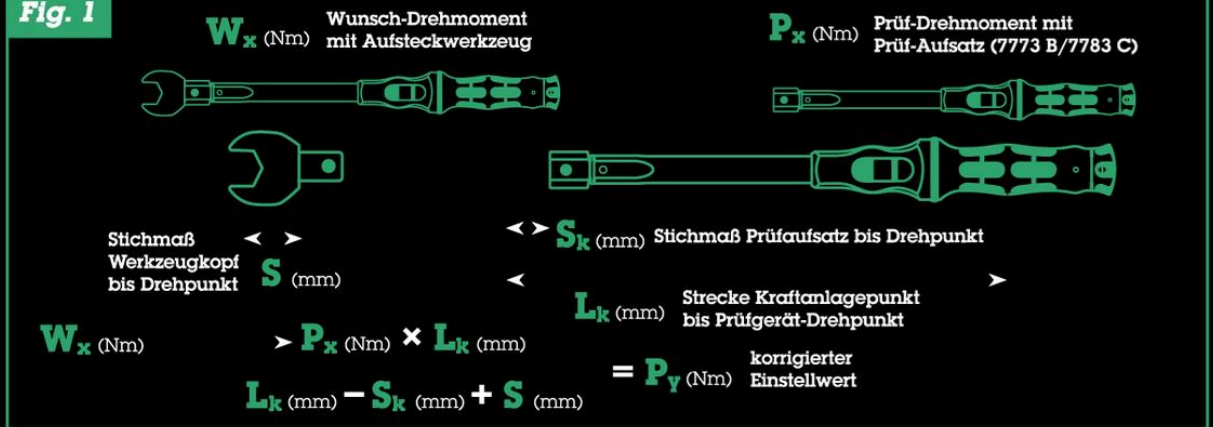 Fig. 1
Wx (Nm) Wunsch-Drehmoment
mit Aufsteckwerkzeug
Px (Nm) Prüf-Drehmoment mit
Prüf-Aufsatz (7773 B/7783 C)
Stichmaß
Werkzeugkopf
bis Drehpunkt
S (mm)
Sk (mm) Stichmaß Prüfaufsatz bis Drehpunkt
Lk (mm) Strecke Kraftanlagepunkt
bis Prüfgerät-Drehpunkt
Wx (Nm) ➤ Px (Nm) × Lk (mm)
Lk (mm) − Sk (mm) + S (mm)
= Py (Nm) korrigierter
Einstellwert